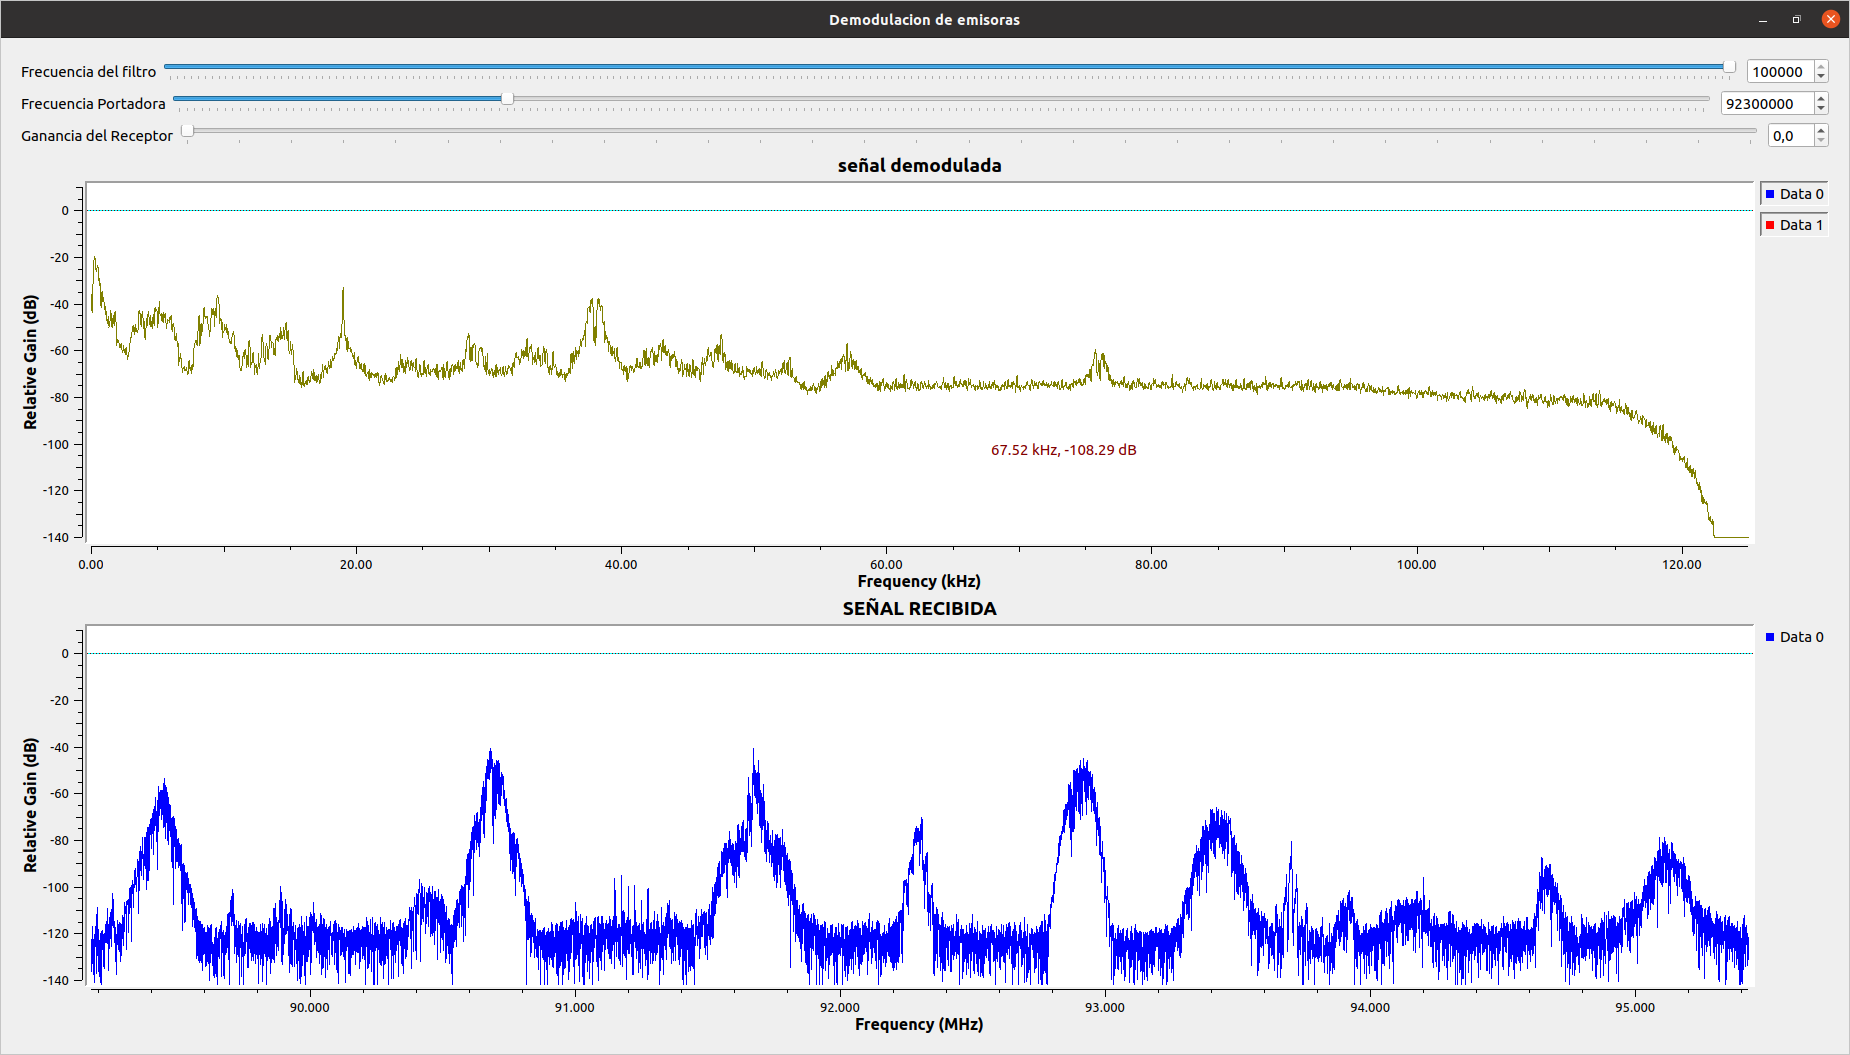 Demodulacion de emisoras
Frecuencia del filtro 100000
Frecuencia Portadora 92300000
Ganancia del Receptor 0,0
señal demodulada
Relative Gain (dB)
0
-20
-40
-60
-80
-100
-120
-140
Data 0
Data 1
67.52 kHz, -108.29 dB
0.00 20.00 40.00 60.00 80.00 100.00 120.00
Frequency (kHz)
SEÑAL RECIBIDA
Relative Gain (dB)
0
-20
-40
-60
-80
-100
-120
-140
Data 0
90.000 91.000 92.000 93.000 94.000 95.000
Frequency (MHz)